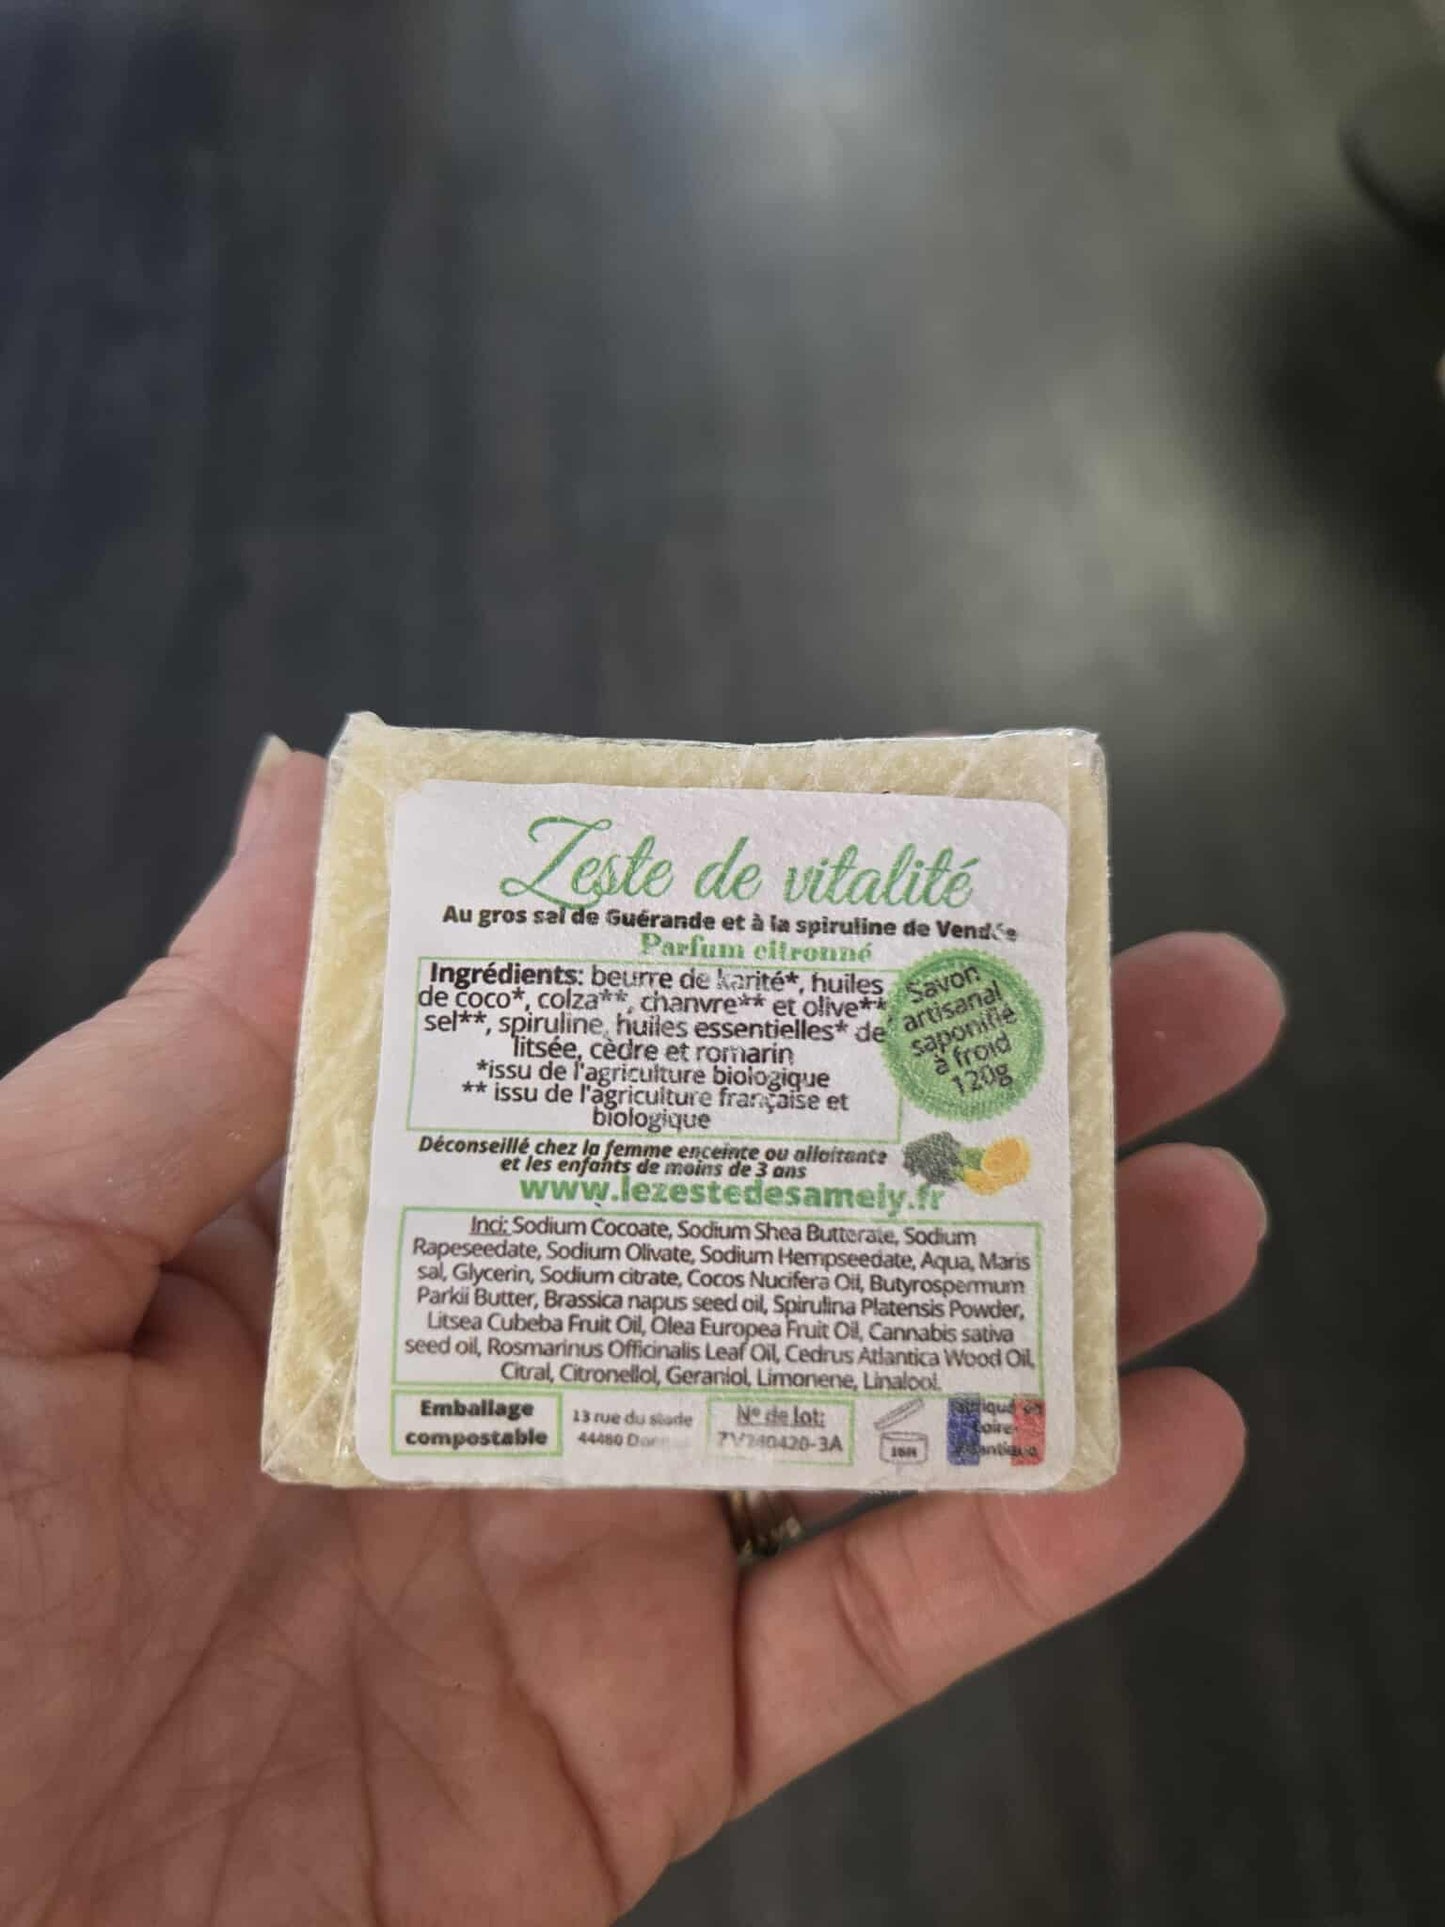 Zeste de vitalité
Au gros sel de Guérande et à la spiruline de Vendée
Parfum citronné
Ingrédients: beurre de karité*, huiles
de coco*, colza**, chanvre** et olive**
sel**, spiruline, huiles essentielles* de
litsée, cèdre et romarin
*issu de l'agriculture biologique
** issu de l'agriculture française et
biologique
Savon
artisanal
saponifié
à froid
120g
Déconseillé chez la femme enceinte ou allaitante
et les enfants de moins de 3 ans
www.lezestedesamely.fr
Inci: Sodium Cocoate, Sodium Shea Butterate, Sodium
Rapeseedate, Sodium Olivate, Sodium Hempseedate, Aqua, Maris
sal, Glycerin, Sodium citrate, Cocos Nucifera Oil, Butyrospermum
Parkii Butter, Brassica napus seed oil, Spirulina Platensis Powder,
Litsea Cubeba Fruit Oil, Olea Europea Fruit Oil, Cannabis sativa
seed oil, Rosmarinus Officinalis Leaf Oil, Cedrus Atlantica Wood Oil,
Citral, Citronellol, Geraniol, Limonene, Linalool.
Emballage
compostable
13 rue du stade
44480
N° de lot:
ZV240420-3A